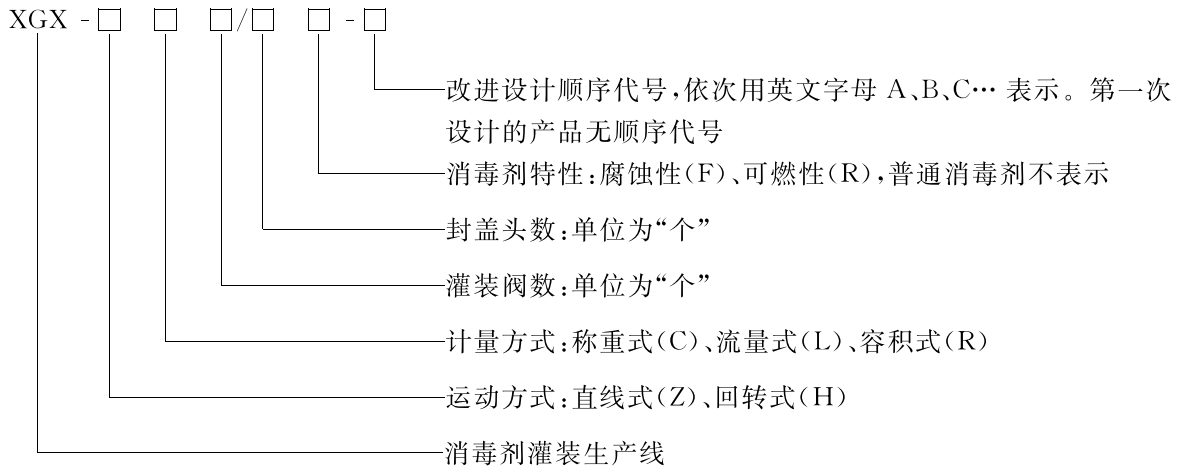 XGX-□ □ □/□ □-□
改进设计顺序代号,依次用英文字母 A、B、C… 表示。第一次
设计的产品无顺序代号
消毒剂特性:腐蚀性(F)、可燃性(R),普通消毒剂不表示
封盖头数:单位为“个”
灌装阀数:单位为“个”
计量方式:称重式(C)、流量式(L)、容积式(R)
运动方式:直线式(Z)、回转式(H)
消毒剂灌装生产线